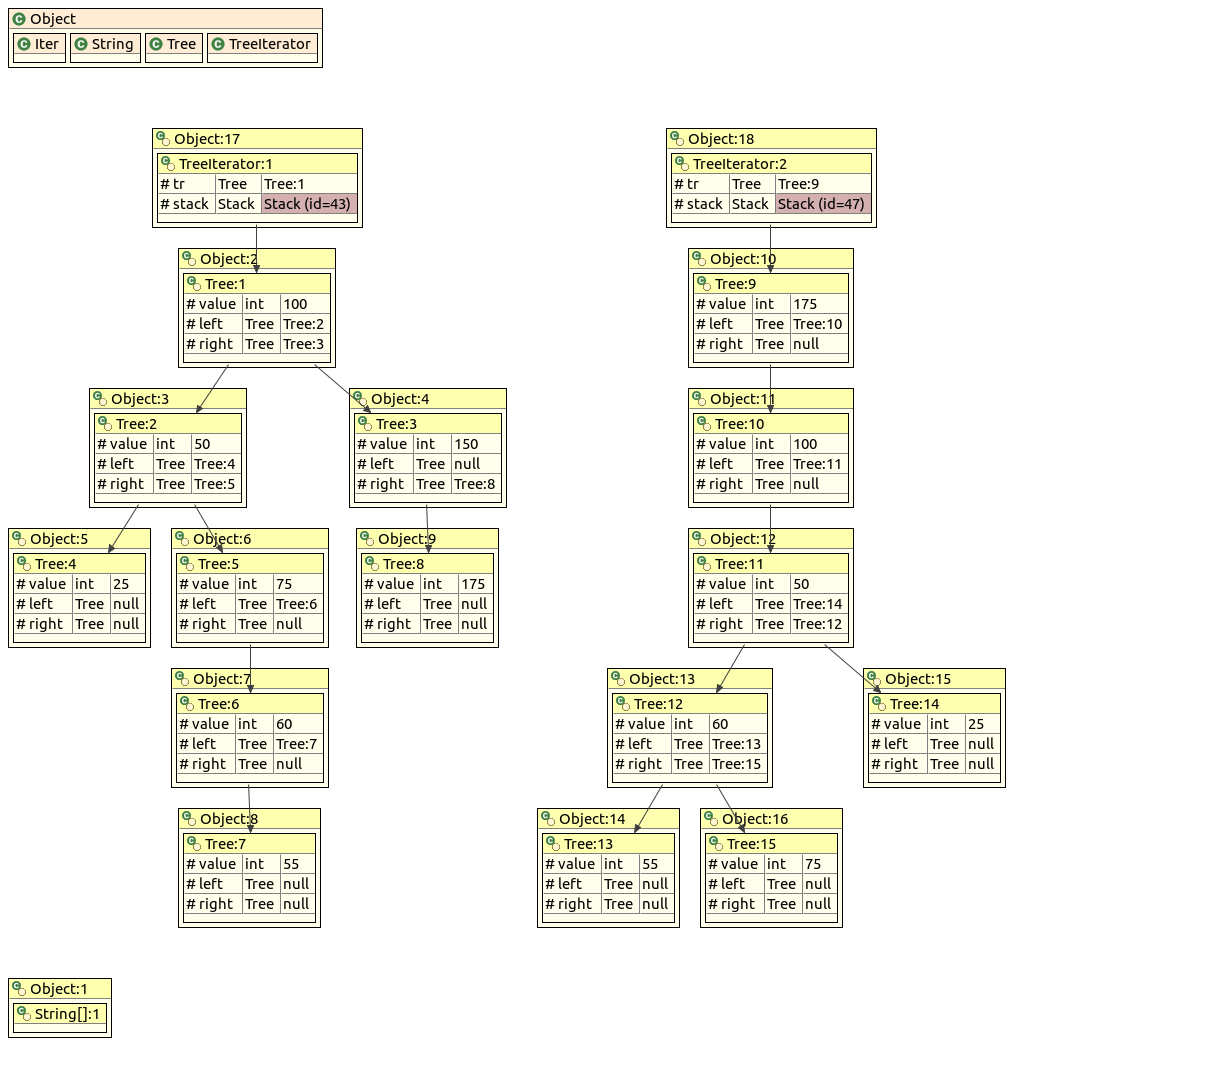 Object
Iter String Tree TreeIterator
Object:17
TreeIterator:1
# tr Tree Tree:1
# stack Stack Stack (id=43)
Object:18
TreeIterator:2
# tr Tree Tree:9
# stack Stack Stack (id=47)
Object:2
Tree:1
# value int 100
# left Tree Tree:2
# right Tree Tree:3
Object:10
Tree:9
# value int 175
# left Tree Tree:10
# right Tree null
Object:3
Tree:2
# value int 50
# left Tree Tree:4
# right Tree Tree:5
Object:4
Tree:3
# value int 150
# left Tree null
# right Tree Tree:8
Object:11
Tree:10
# value int 100
# left Tree Tree:11
# right Tree null
Object:5
Tree:4
# value int 25
# left Tree null
# right Tree null
Object:6
Tree:5
# value int 75
# left Tree Tree:6
# right Tree null
Object:9
Tree:8
# value int 175
# left Tree null
# right Tree null
Object:12
Tree:11
# value int 50
# left Tree Tree:14
# right Tree Tree:12
Object:7
Tree:6
# value int 60
# left Tree Tree:7
# right Tree null
Object:13
Tree:12
# value int 60
# left Tree Tree:13
# right Tree Tree:15
Object:15
Tree:14
# value int 25
# left Tree null
# right Tree null
Object:8
Tree:7
# value int 55
# left Tree null
# right Tree null
Object:14
Tree:13
# value int 55
# left Tree null
# right Tree null
Object:16
Tree:15
# value int 75
# left Tree null
# right Tree null
Object:1
String[]:1